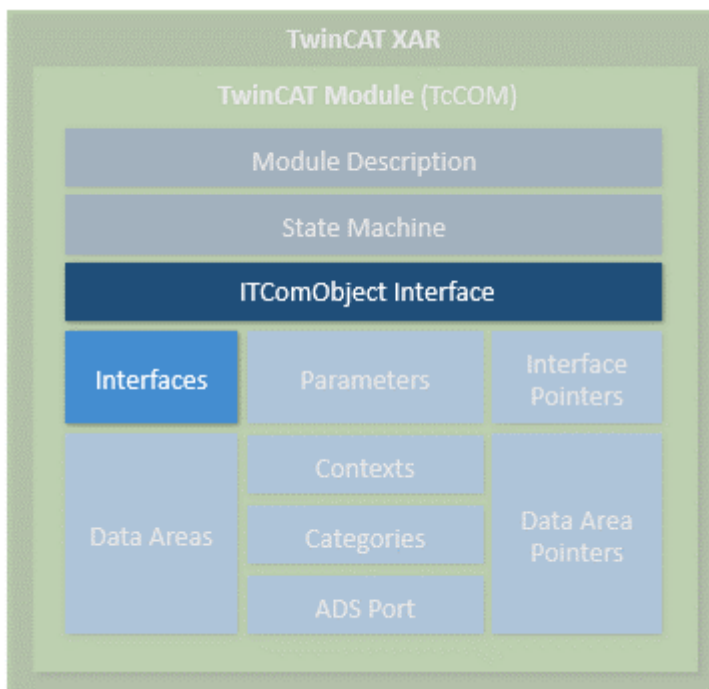 TwinCAT XAR
TwinCAT Module (TcCOM)
Module Description
State Machine
ITComObject Interface
Interfaces
Parameters
Interface
Pointers
Data Areas
Contexts
Categories
ADS Port
Data Area
Pointers